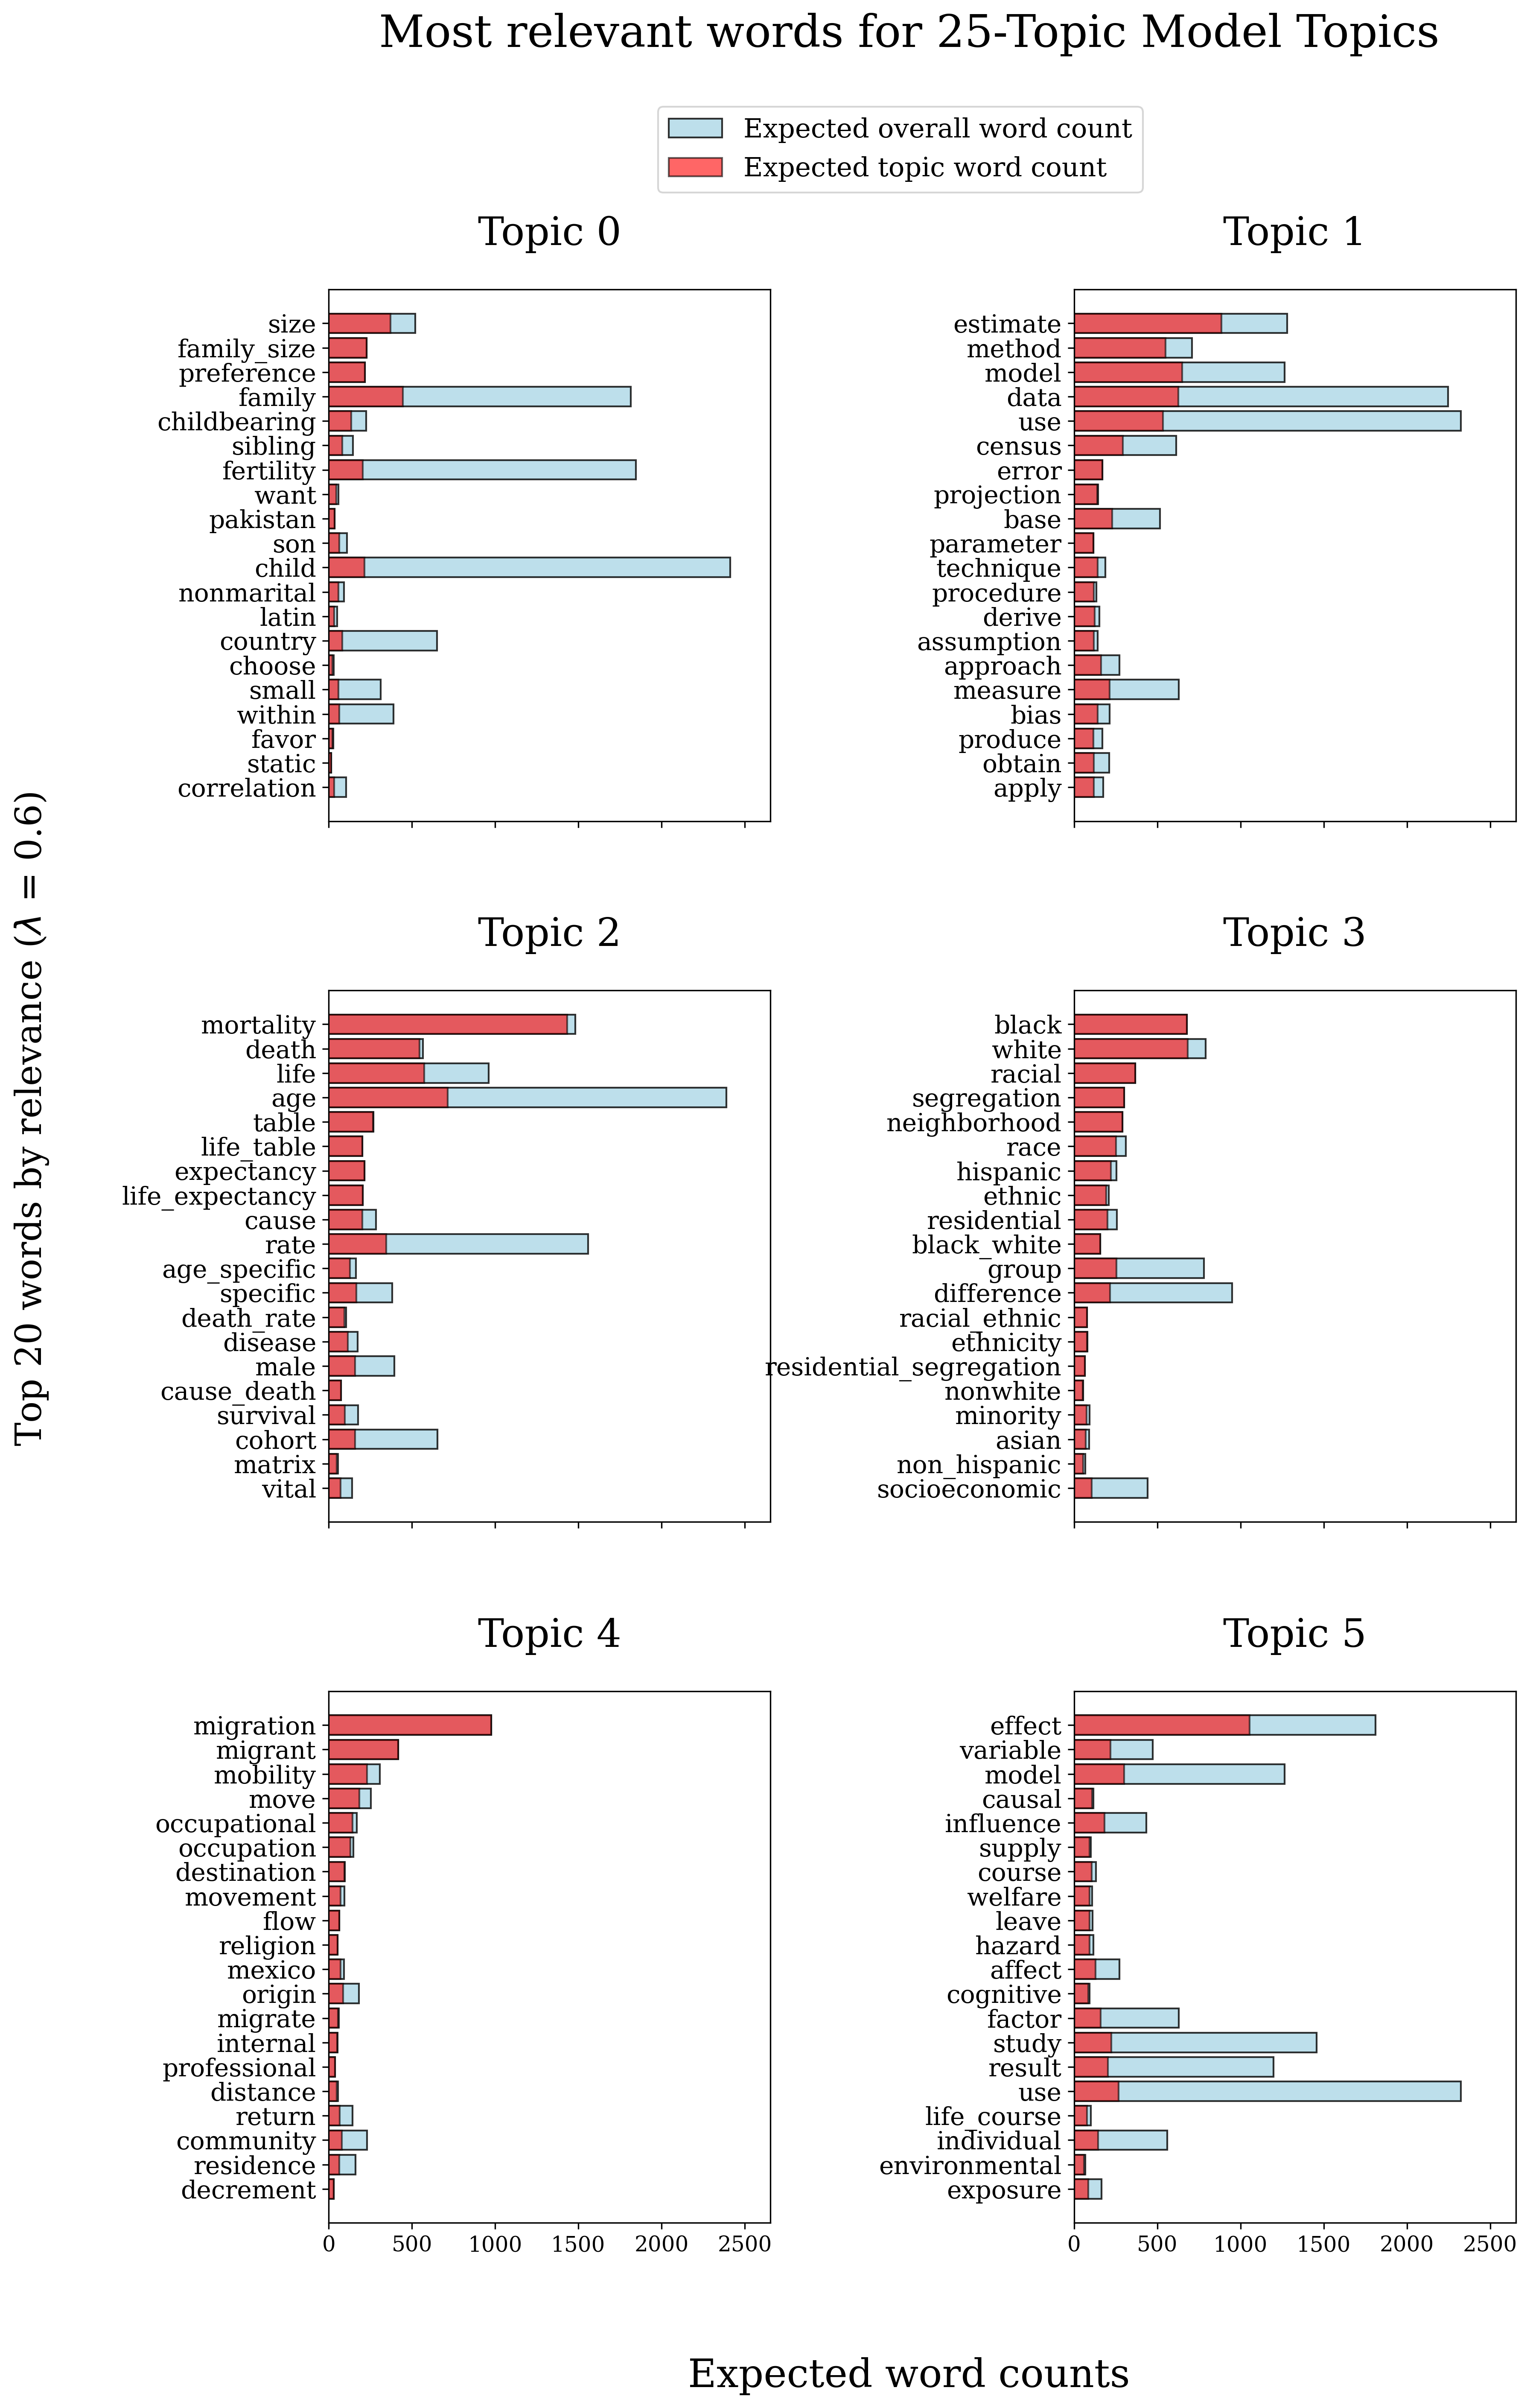 Most relevant words for 25-Topic Model Topics
Expected overall word count
Expected topic word count
Top 20 words by relevance (λ = 0.6)
Topic 0
size
family_size
preference
family
childbearing
sibling
fertility
want
pakistan
son
child
nonmarital
latin
country
choose
small
within
favor
static
correlation
Topic 1
estimate
method
model
data
use
census
error
projection
base
parameter
technique
procedure
derive
assumption
approach
measure
bias
produce
obtain
apply
Topic 2
mortality
death
life
age
table
life_table
expectancy
life_expectancy
cause
rate
age_specific
specific
death_rate
disease
male
cause_death
survival
cohort
matrix
vital
Topic 3
black
white
racial
segregation
neighborhood
race
hispanic
ethnic
residential
black_white
group
difference
racial_ethnic
ethnicity
residential_segregation
nonwhite
minority
asian
non_hispanic
socioeconomic
Topic 4
migration
migrant
mobility
move
occupational
occupation
destination
movement
flow
religion
mexico
origin
migrate
internal
professional
distance
return
community
residence
decrement
0 500 1000 1500 2000 2500
Topic 5
effect
variable
model
causal
influence
supply
course
welfare
leave
hazard
affect
cognitive
factor
study
result
use
life_course
individual
environmental
exposure
0 500 1000 1500 2000 2500
Expected word counts